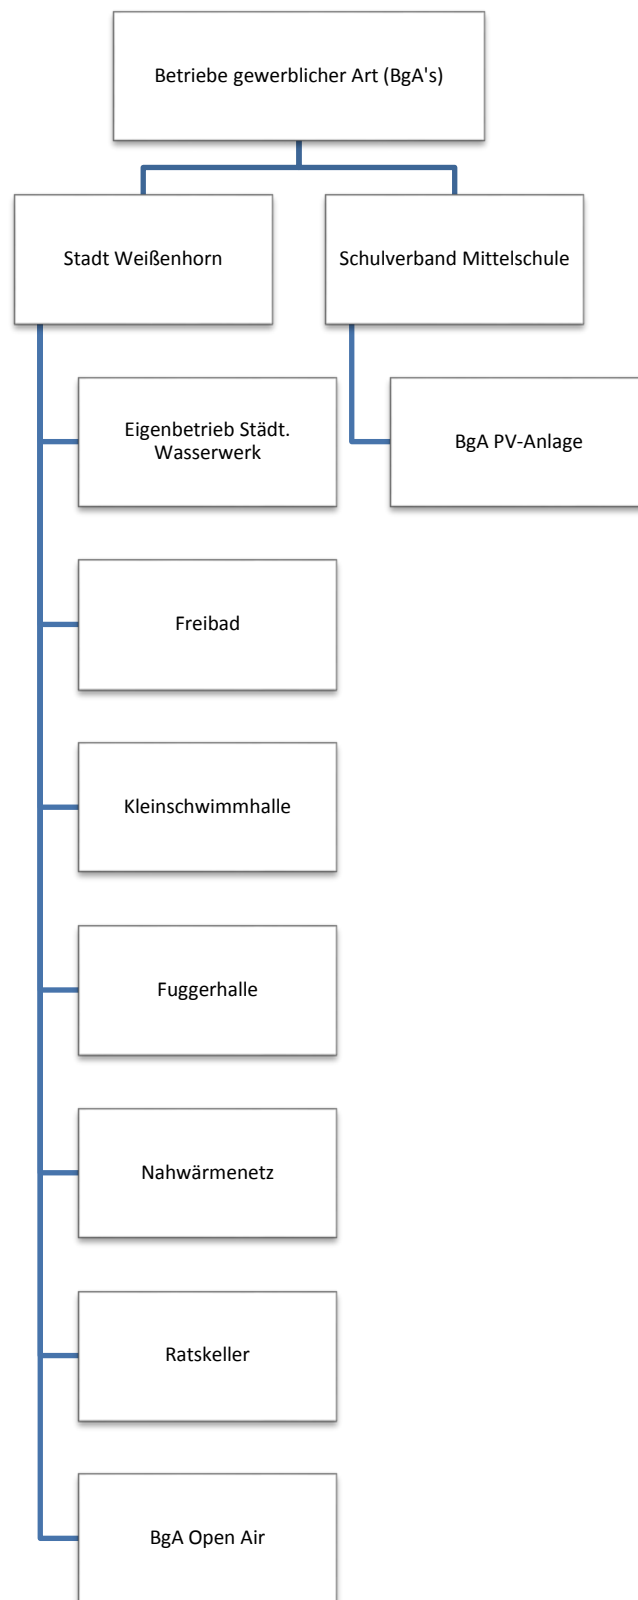 Betriebe gewerblicher Art (BgA's)
Stadt Weißenhorn
Schulverband Mittelschule
Eigenbetrieb Städt.
Wasserwerk
BgA PV-Anlage
Freibad
Kleinschwimmhalle
Fuggerhalle
Nahwärmenetz
Ratskeller
BgA Open Air